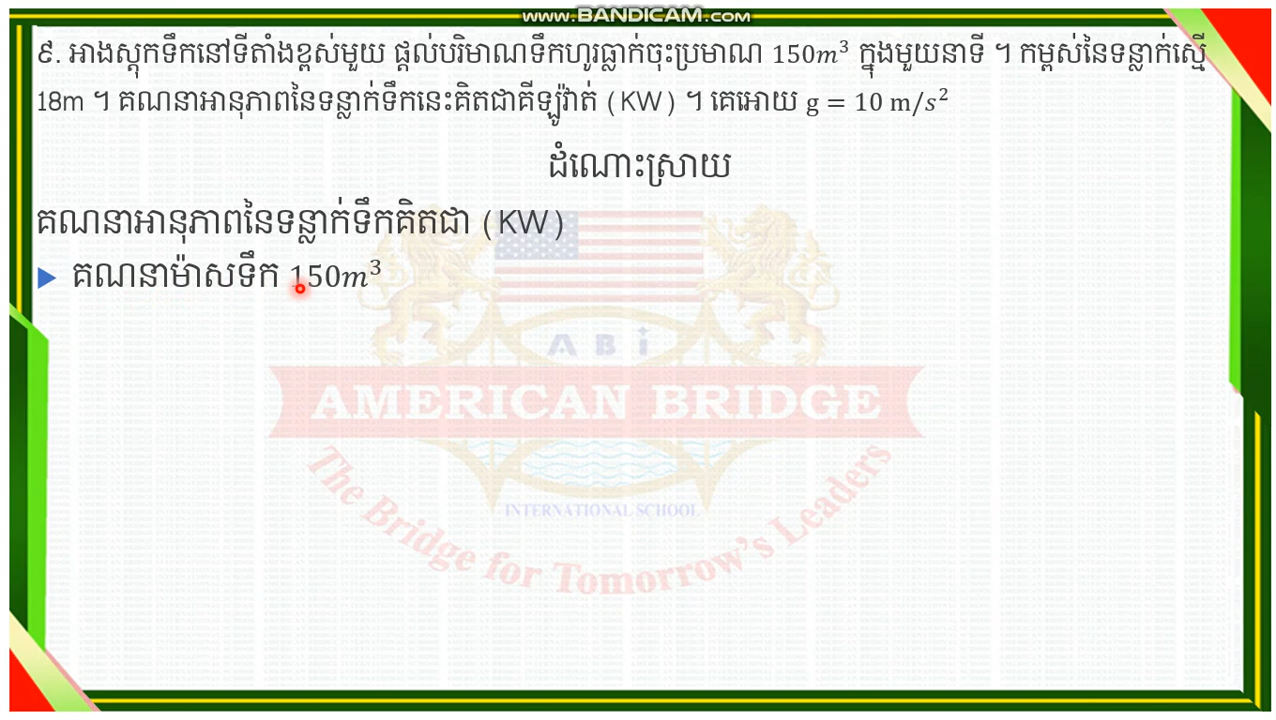 www.BANDICAM.com
៩. អាងស្តុកទឹកនៅទីតាំងខ្ពស់មួយ ផ្តល់បរិមាណទឹកហូរធ្លាក់ចុះប្រមាណ 150m³ ក្នុងមួយនាទី ។ កម្ពស់នៃទន្លាក់ស្មើ
18m ។ គណនាអានុភាពនៃទន្លាក់ទឹកនេះគិតជាគីឡូវ៉ាត់ (KW) ។ គេអោយ g = 10 m/s²
ដំណោះស្រាយ
គណនាអានុភាពនៃទន្លាក់ទឹកគិតជា (KW)
គណនាម៉ាសទឹក 150m³
ABi
AMERICAN BRIDGE
INTERNATIONAL SCHOOL
The Bridge for Tomorrow's Leaders